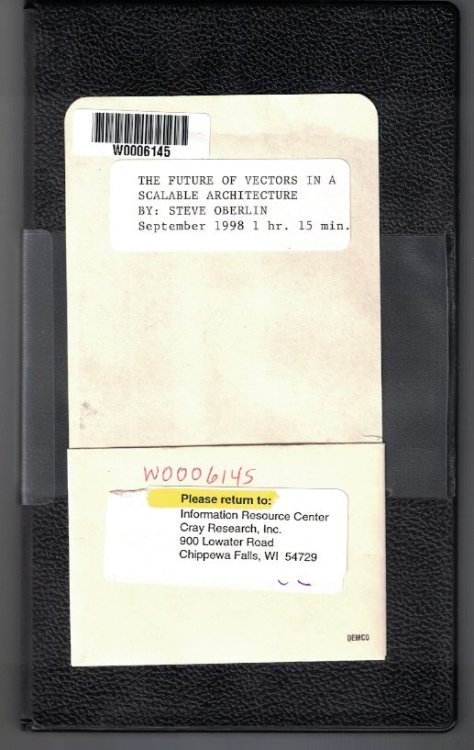 W0006145
THE FUTURE OF VECTORS IN A
SCALABLE ARCHITECTURE
BY: STEVE OBERLIN
September 1998 1 hr. 15 min.
W0006145
Please return to:
Information Resource Center
Cray Research, Inc.
900 Lowater Road
Chippewa Falls, WI 54729
DEMCO